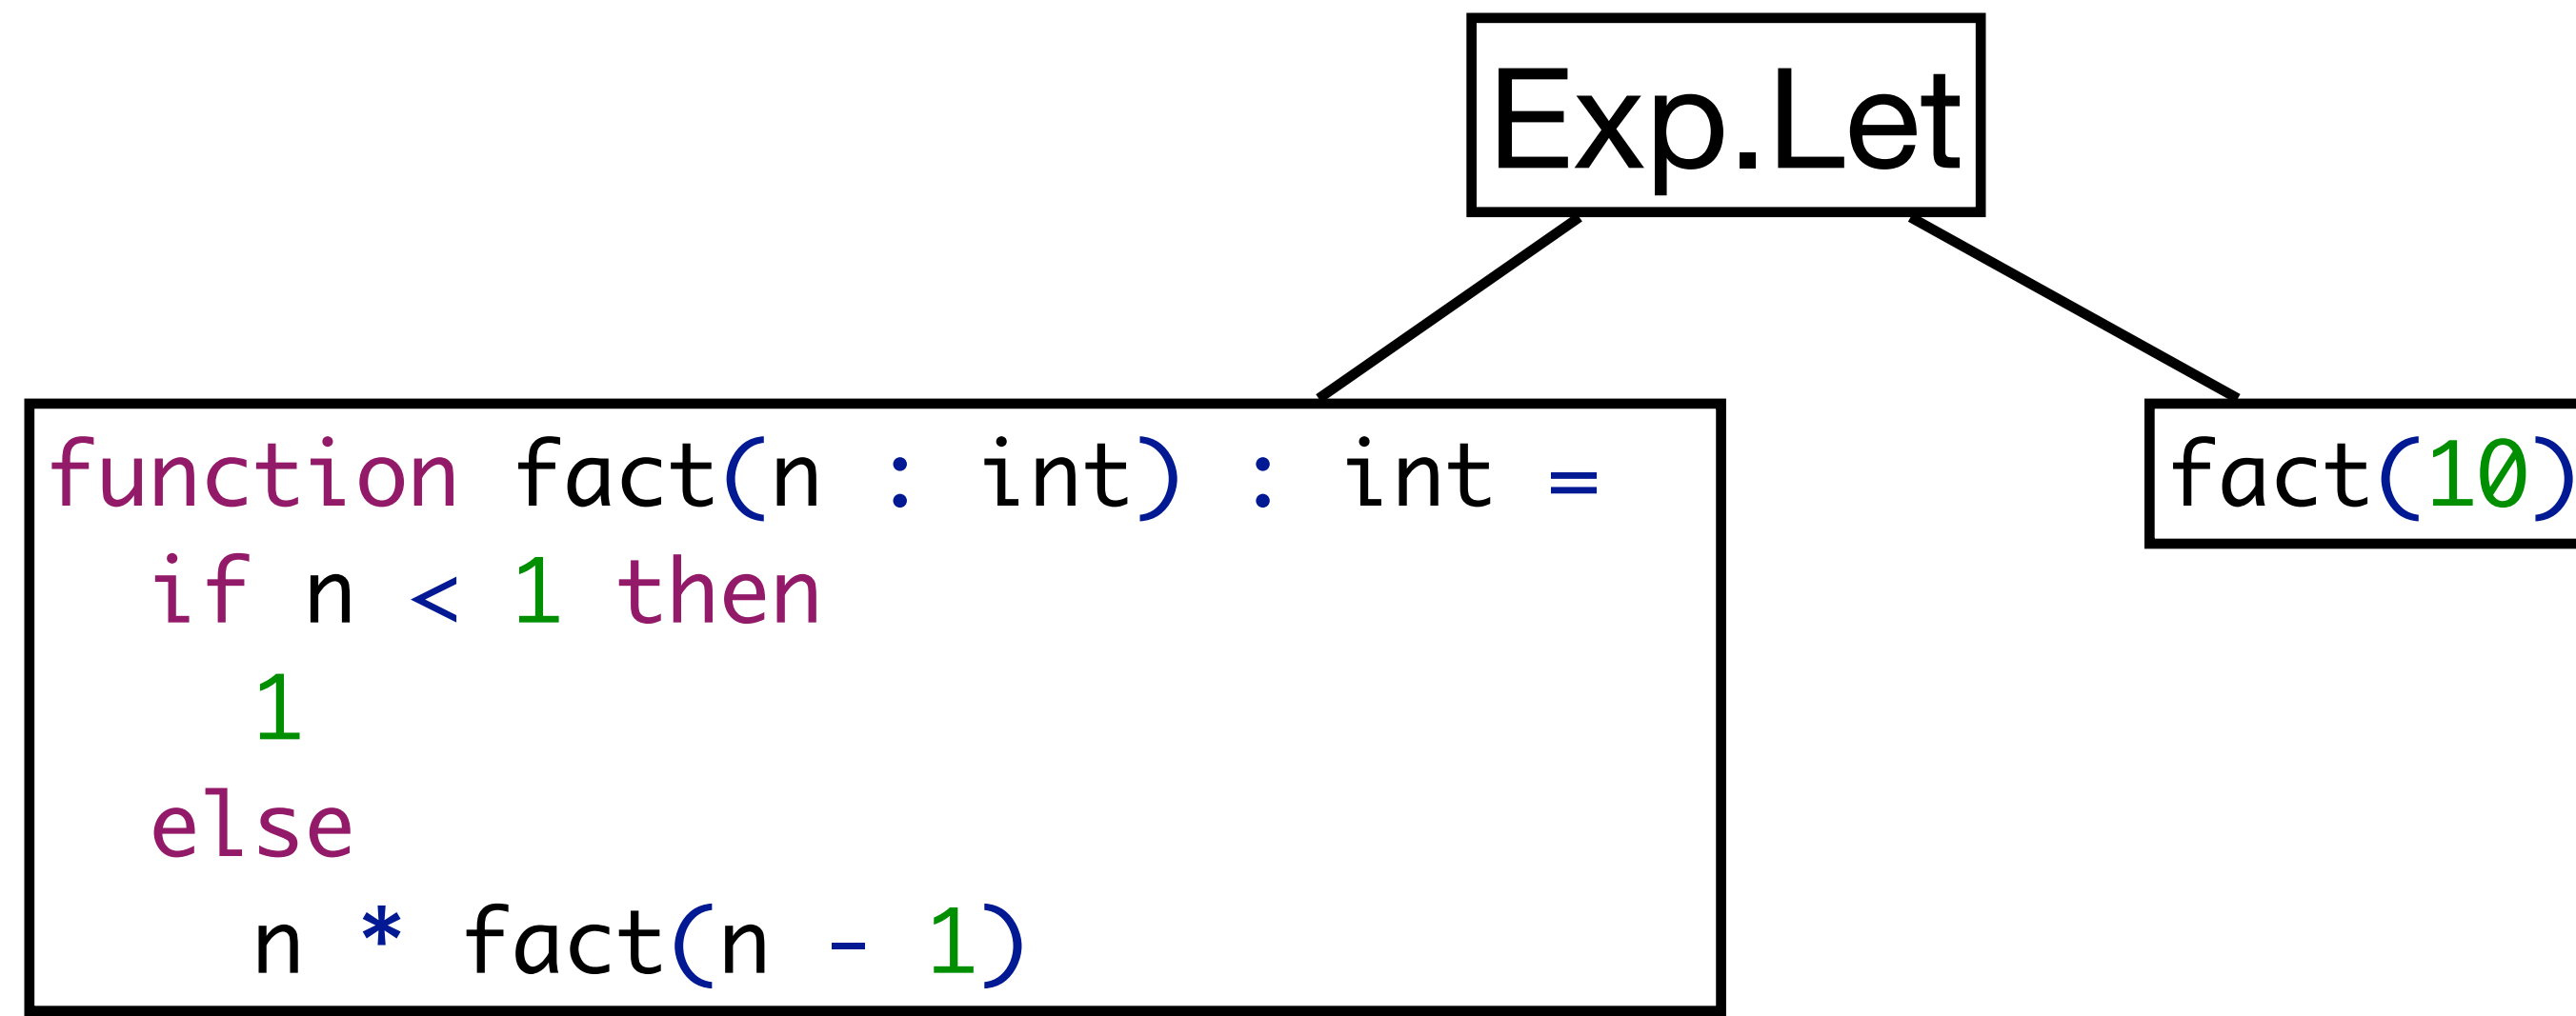 Exp.Let
function fact(n : int) : int =
if n < 1 then
1
else
n * fact(n - 1)
fact(10)